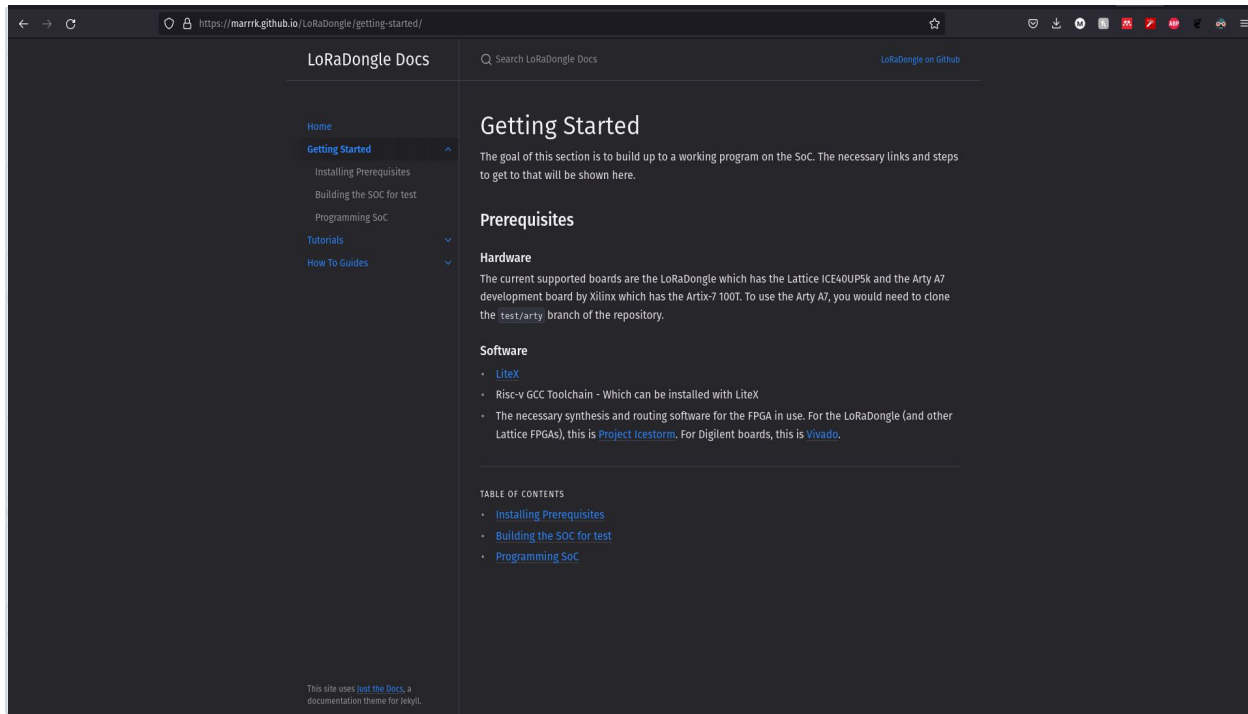 https://marrrk.github.io/LoRaDongle/getting-started/
LoRaDongle Docs
Search LoRaDongle Docs
LoRaDongle on Github
Home
Getting Started
Installing Prerequisites
Building the SOC for test
Programming SoC
Tutorials
How To Guides
Getting Started
The goal of this section is to build up to a working program on the SoC. The necessary links and steps
to get to that will be shown here.
Prerequisites
Hardware
The current supported boards are the LoRaDongle which has the Lattice ICE40UP5k and the Arty A7
development board by Xilinx which has the Artix-7 100T. To use the Arty A7, you would need to clone
the test/arty branch of the repository.
Software
• LiteX
• Risc-v GCC Toolchain - Which can be installed with LiteX
• The necessary synthesis and routing software for the FPGA in use. For the LoRaDongle (and other
Lattice FPGAs), this is Project Icestorm. For Digilent boards, this is Vivado.
TABLE OF CONTENTS
• Installing Prerequisites
• Building the SOC for test
• Programming SoC
This site uses Just the Docs, a
documentation theme for Jekyll.